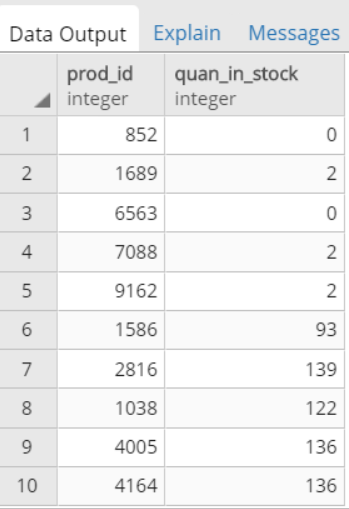 Data Output Explain Messages
prod_id quan_in_stock
integer integer
1 852 0
2 1689 2
3 6563 0
4 7088 2
5 9162 2
6 1586 93
7 2816 139
8 1038 122
9 4005 136
10 4164 136